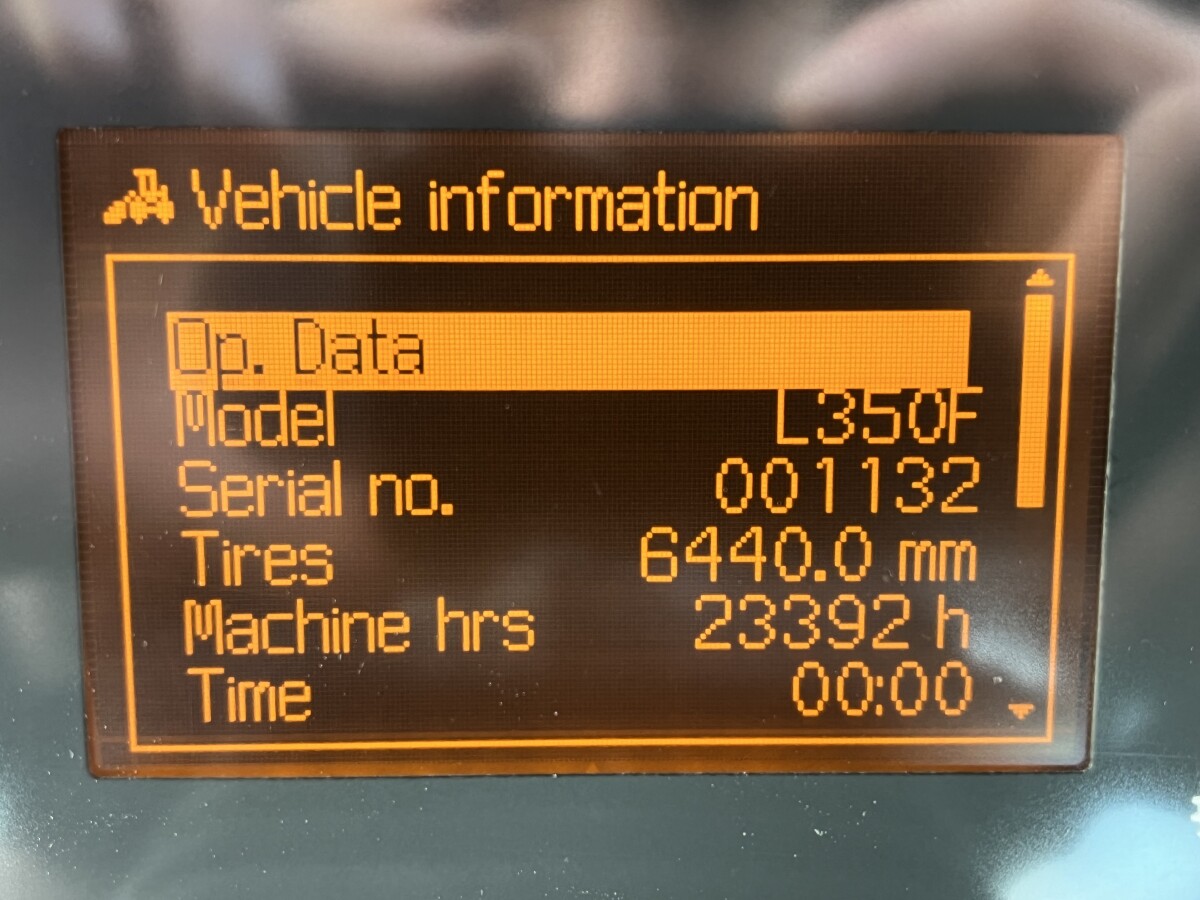 Vehicle information
Op. Data
Model L350F
Serial no. 001132
Tires 6440.0 mm
Machine hrs 23392 h
Time 00:00